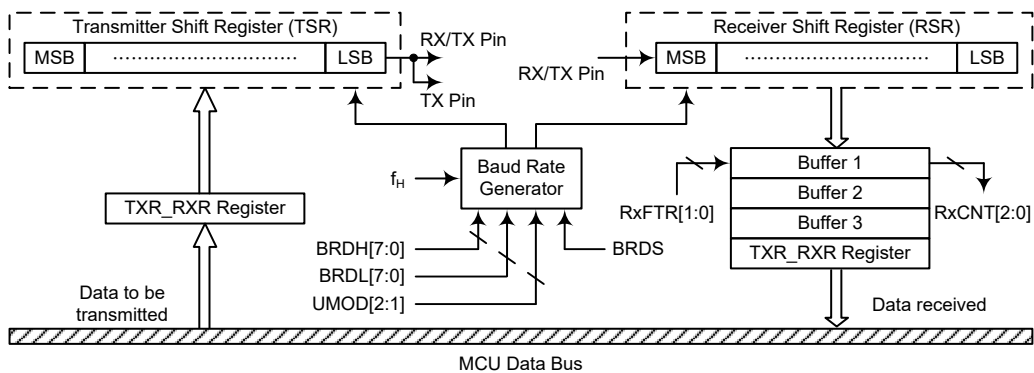 Transmitter Shift Register (TSR)
MSB
LSB
RX/TX Pin
TX Pin
Receiver Shift Register (RSR)
RX/TX Pin
MSB
LSB
TXR_RXR Register
Data to be
transmitted
fH
Baud Rate
Generator
BRDH[7:0]
BRDL[7:0]
UMOD[2:1]
BRDS
RxFTR[1:0]
Buffer 1
Buffer 2
Buffer 3
TXR_RXR Register
RxCNT[2:0]
Data received
MCU Data Bus